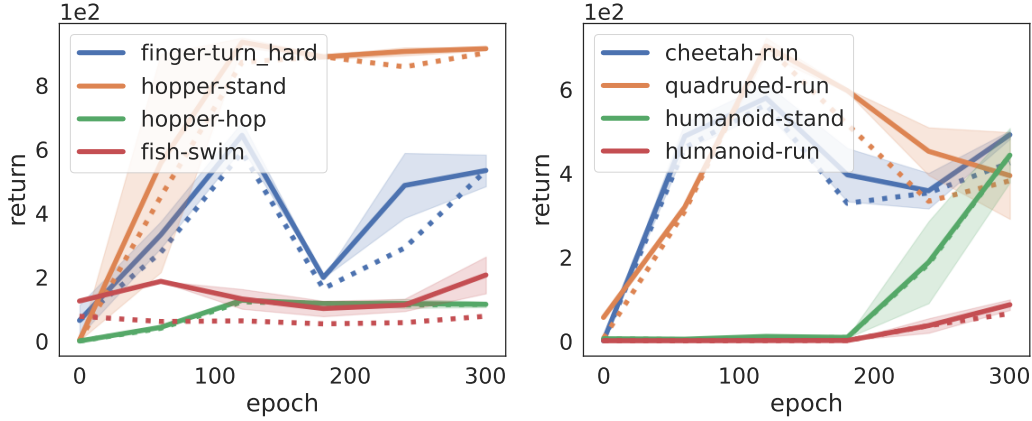 1e2
finger-turn_hard
hopper-stand
hopper-hop
fish-swim
return
8
6
4
2
0
0
100
200
300
epoch
1e2
cheetah-run
quadruped-run
humanoid-stand
humanoid-run
return
6
4
2
0
0
100
200
300
epoch